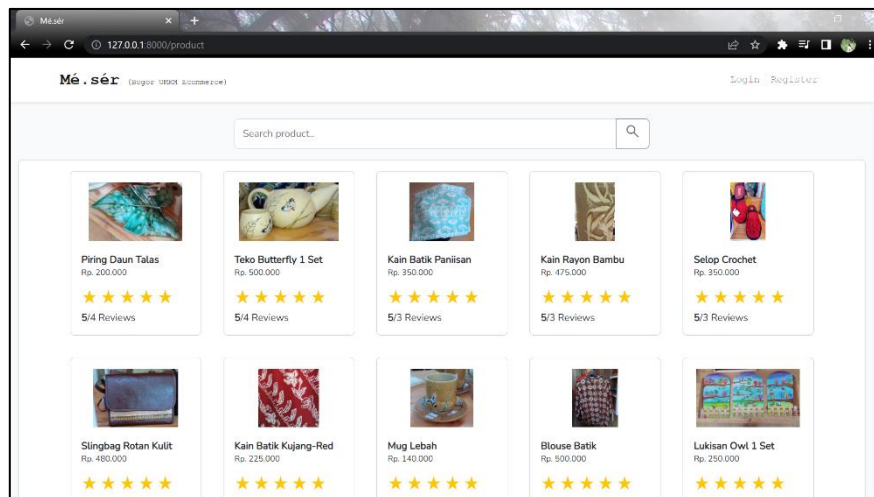 Mé.sér
127.0.0.1:8000/product
Mé.sér (Bogor UMKM Ecommerce)
Login Register
Search product..
Piring Daun Talas
Rp. 200.000
5/4 Reviews
Teko Butterfly 1 Set
Rp. 500.000
5/4 Reviews
Kain Batik Paniisan
Rp. 350.000
5/3 Reviews
Kain Rayon Bambu
Rp. 475.000
5/3 Reviews
Selop Crochet
Rp. 350.000
5/3 Reviews
Slingbag Rotan Kulit
Rp. 480.000
Kain Batik Kujang-Red
Rp. 225.000
Mug Lebah
Rp. 140.000
Blouse Batik
Rp. 500.000
Lukisan Owl 1 Set
Rp. 250.000